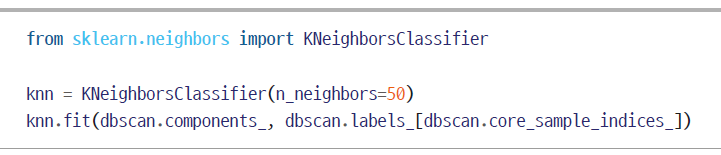 from sklearn.neighbors import KNeighborsClassifier
knn = KNeighborsClassifier(n_neighbors=50)
knn.fit(dbscan.components_, dbscan.labels_[dbscan.core_sample_indices_])